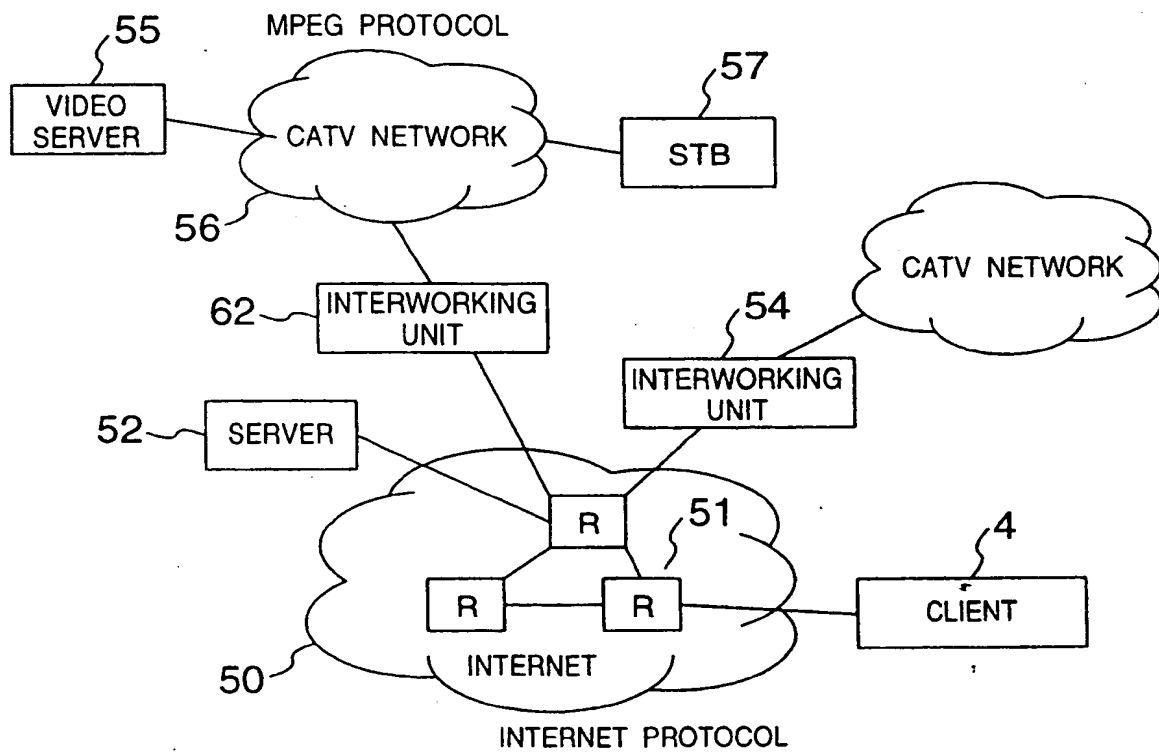 55
MPEG PROTOCOL
57
VIDEO
SERVER
CATV NETWORK
STB
56
CATV NETWORK
62
INTERWORKING
UNIT
54
INTERWORKING
UNIT
52
SERVER
R
51
4
R
R
CLIENT
50
INTERNET
INTERNET PROTOCOL